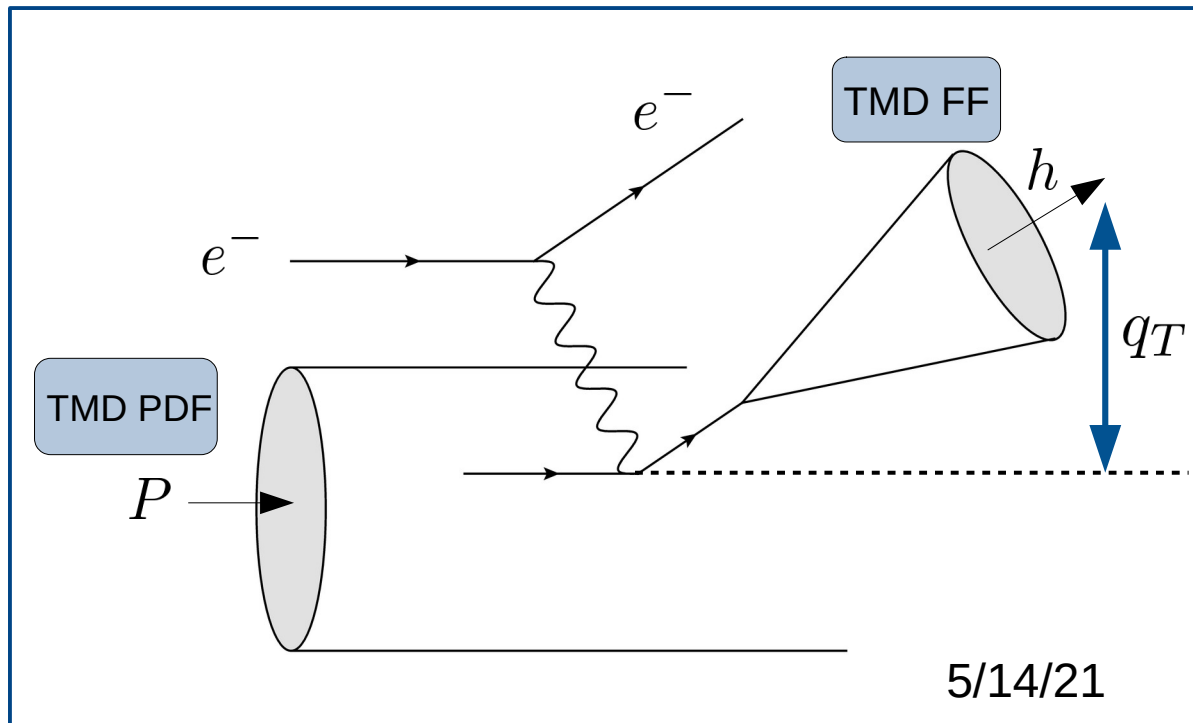 TMD FF
e⁻
h
e⁻
q_T
TMD PDF
P
5/14/21